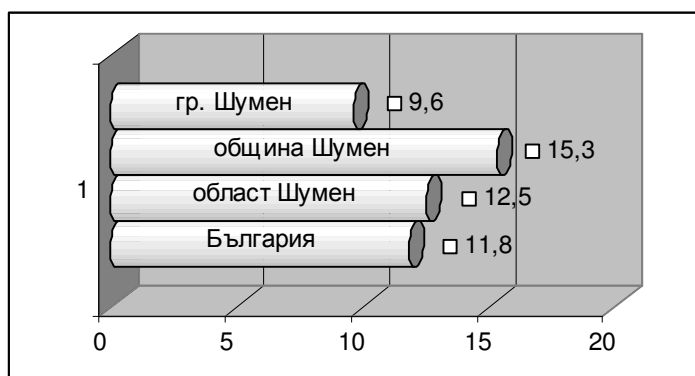 гр. Шумен
9,6
община Шумен
15,3
1
област Шумен
12,5
България
11,8
0 5 10 15 20